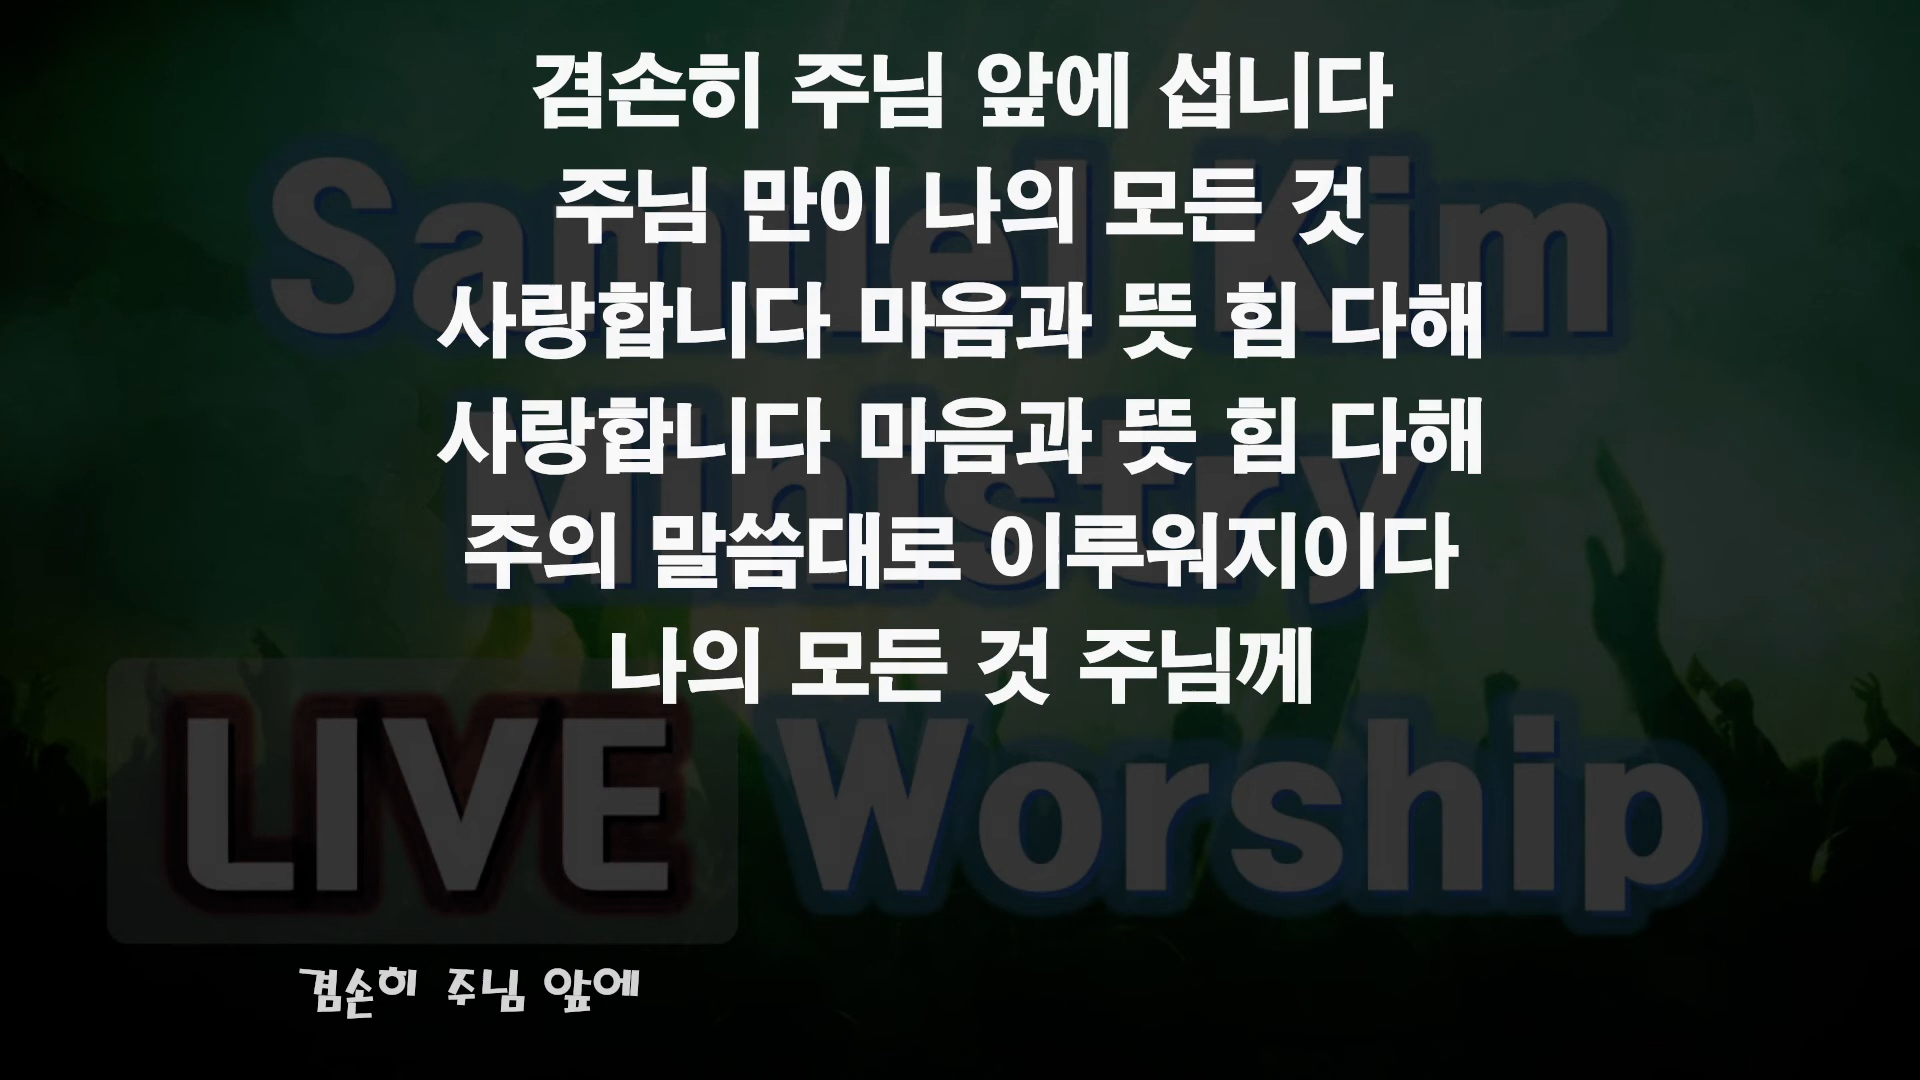 겸손히 주님 앞에 섭니다
주님 만이 나의 모든 것
사랑합니다 마음과 뜻 힘 다해
사랑합니다 마음과 뜻 힘 다해
주의 말씀대로 이루워지이다
나의 모든 것 주님께
Samuel Kim
Ministry
LIVE Worship
겸손히 주님 앞에